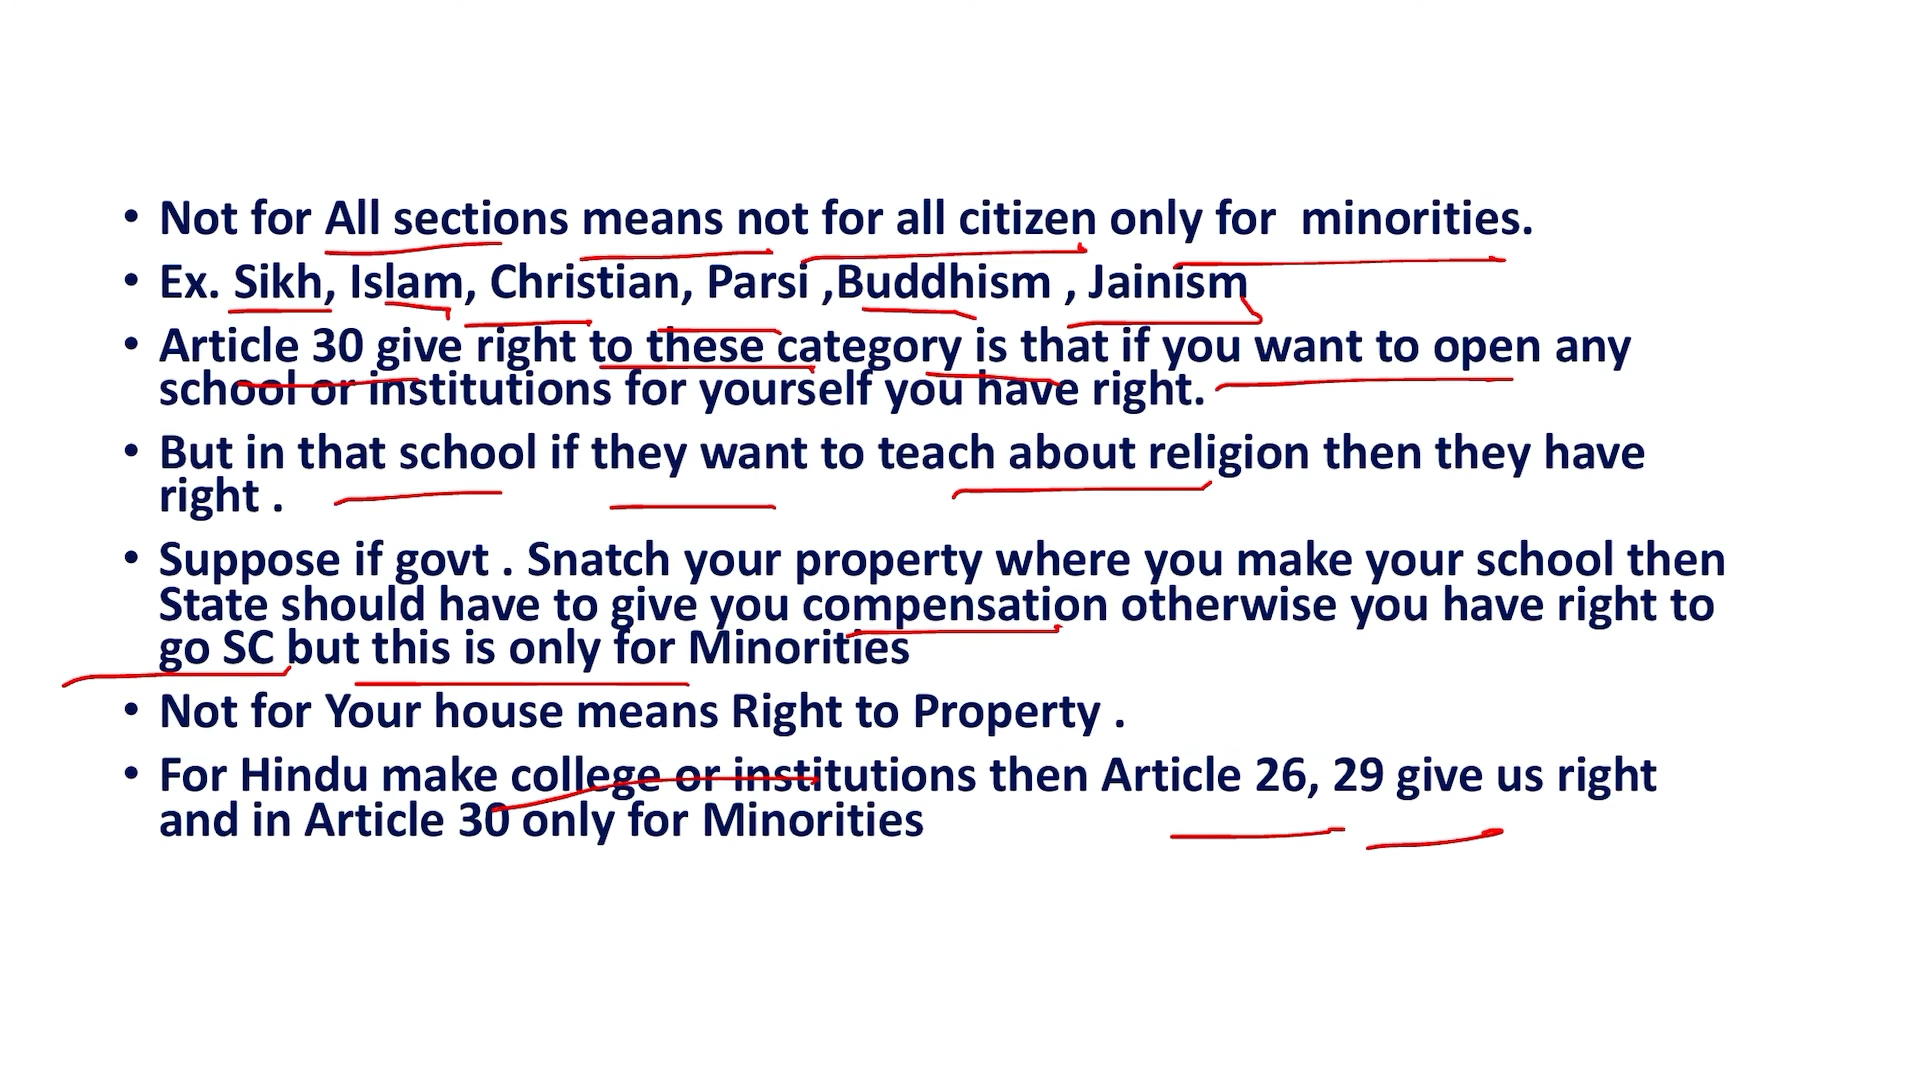 • Not for All sections means not for all citizen only for  minorities.
• Ex. Sikh, Islam, Christian, Parsi ,Buddhism , Jainism
• Article 30 give right to these category is that if you want to open any
school or institutions for yourself you have right.
• But in that school if they want to teach about religion then they have
right .
• Suppose if govt . Snatch your property where you make your school then
State should have to give you compensation otherwise you have right to
go SC but this is only for Minorities
• Not for Your house means Right to Property .
• For Hindu make college or institutions then Article 26, 29 give us right
and in Article 30 only for Minorities